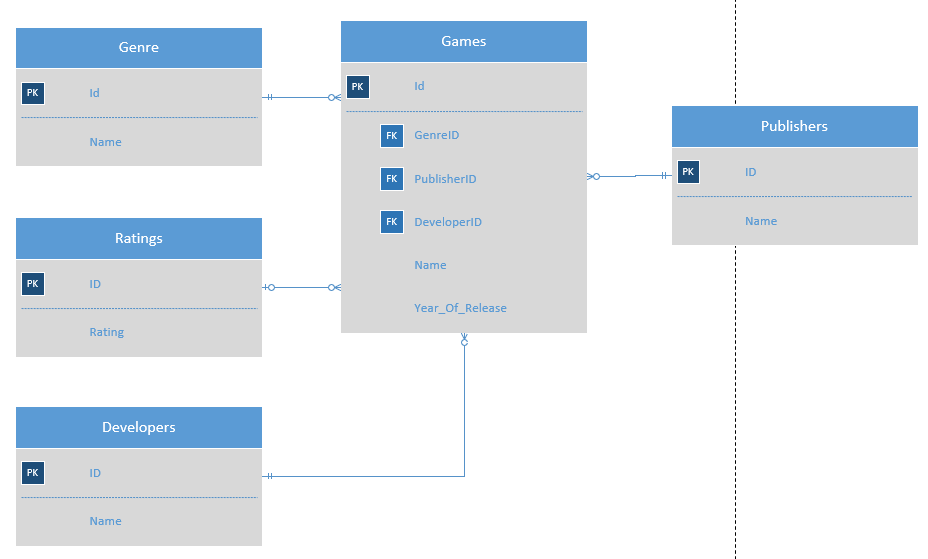 Genre
PK Id
Name
Ratings
PK ID
Rating
Developers
PK ID
Name
Games
PK Id
FK GenreID
FK PublisherID
FK DeveloperID
Name
Year_Of_Release
Publishers
PK ID
Name